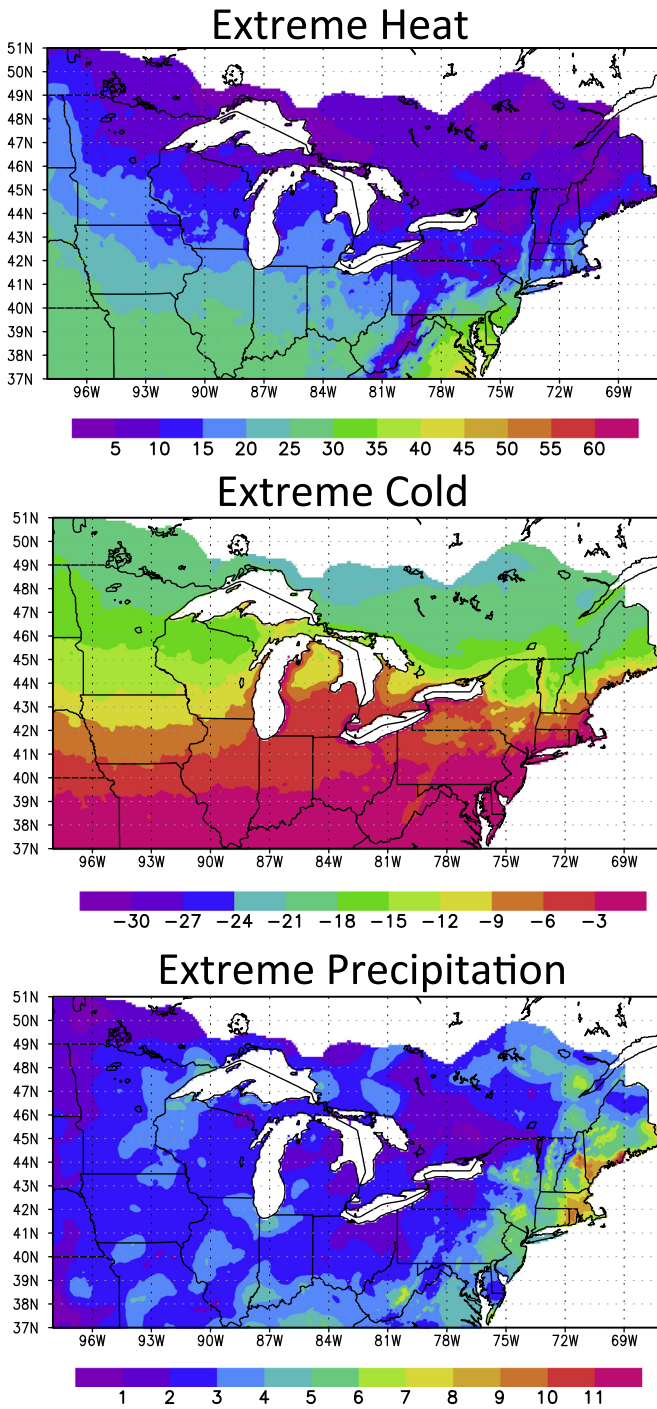 Extreme Heat
51N
50N
49N
48N
47N
46N
45N
44N
43N
42N
41N
40N
39N
38N
37N
96W 93W 90W 87W 84W 81W 78W 75W 72W 69W
5 10 15 20 25 30 35 40 45 50 55 60
Extreme Cold
51N
50N
49N
48N
47N
46N
45N
44N
43N
42N
41N
40N
39N
38N
37N
96W 93W 90W 87W 84W 81W 78W 75W 72W 69W
−30 −27 −24 −21 −18 −15 −12 −9 −6 −3
Extreme Precipitation
51N
50N
49N
48N
47N
46N
45N
44N
43N
42N
41N
40N
39N
38N
37N
96W 93W 90W 87W 84W 81W 78W 75W 72W 69W
1 2 3 4 5 6 7 8 9 10 11